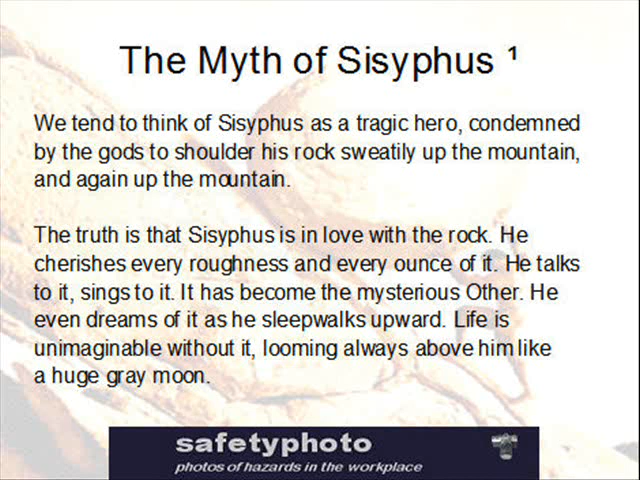 The Myth of Sisyphus ¹
We tend to think of Sisyphus as a tragic hero, condemned
by the gods to shoulder his rock sweatily up the mountain,
and again up the mountain.
The truth is that Sisyphus is in love with the rock. He
cherishes every roughness and every ounce of it. He talks
to it, sings to it. It has become the mysterious Other. He
even dreams of it as he sleepwalks upward. Life is
unimaginable without it, looming always above him like
a huge gray moon.
safetyphoto
photos of hazards in the workplace